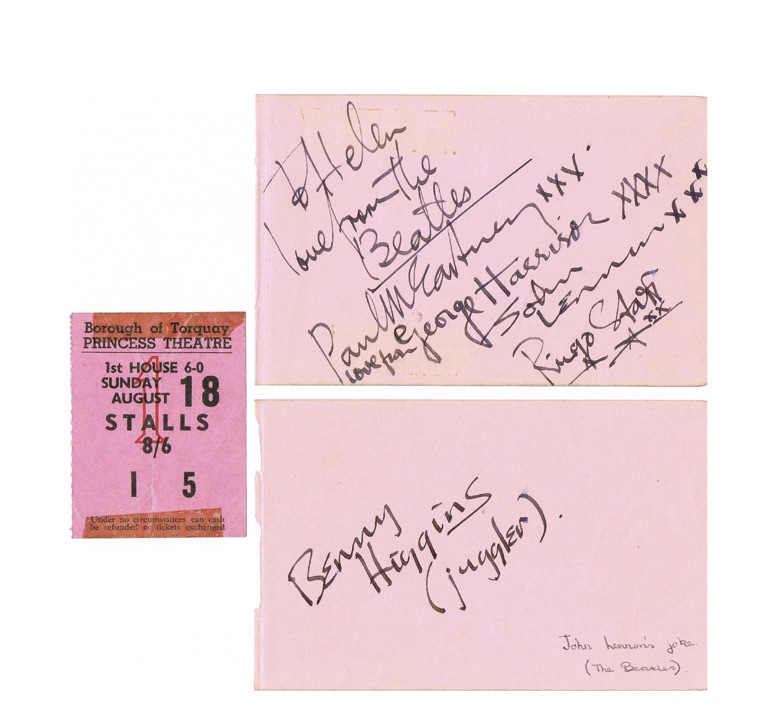 Borough of Torquay
PRINCESS THEATRE
1st HOUSE 6-0
SUNDAY
AUGUST 18
1
STALLS
8/6
I 5
Under no circumstances can cash
be refunded or tickets exchanged
To Helen
love from the
Beatles
Paul McCartney xxx.
love from George Harrison XXXX
John
Lennon xxxx
Ringo Starr
x x xx
Benny
Higgins
(juggler).
John Lennon's joke.
(The Beatles).